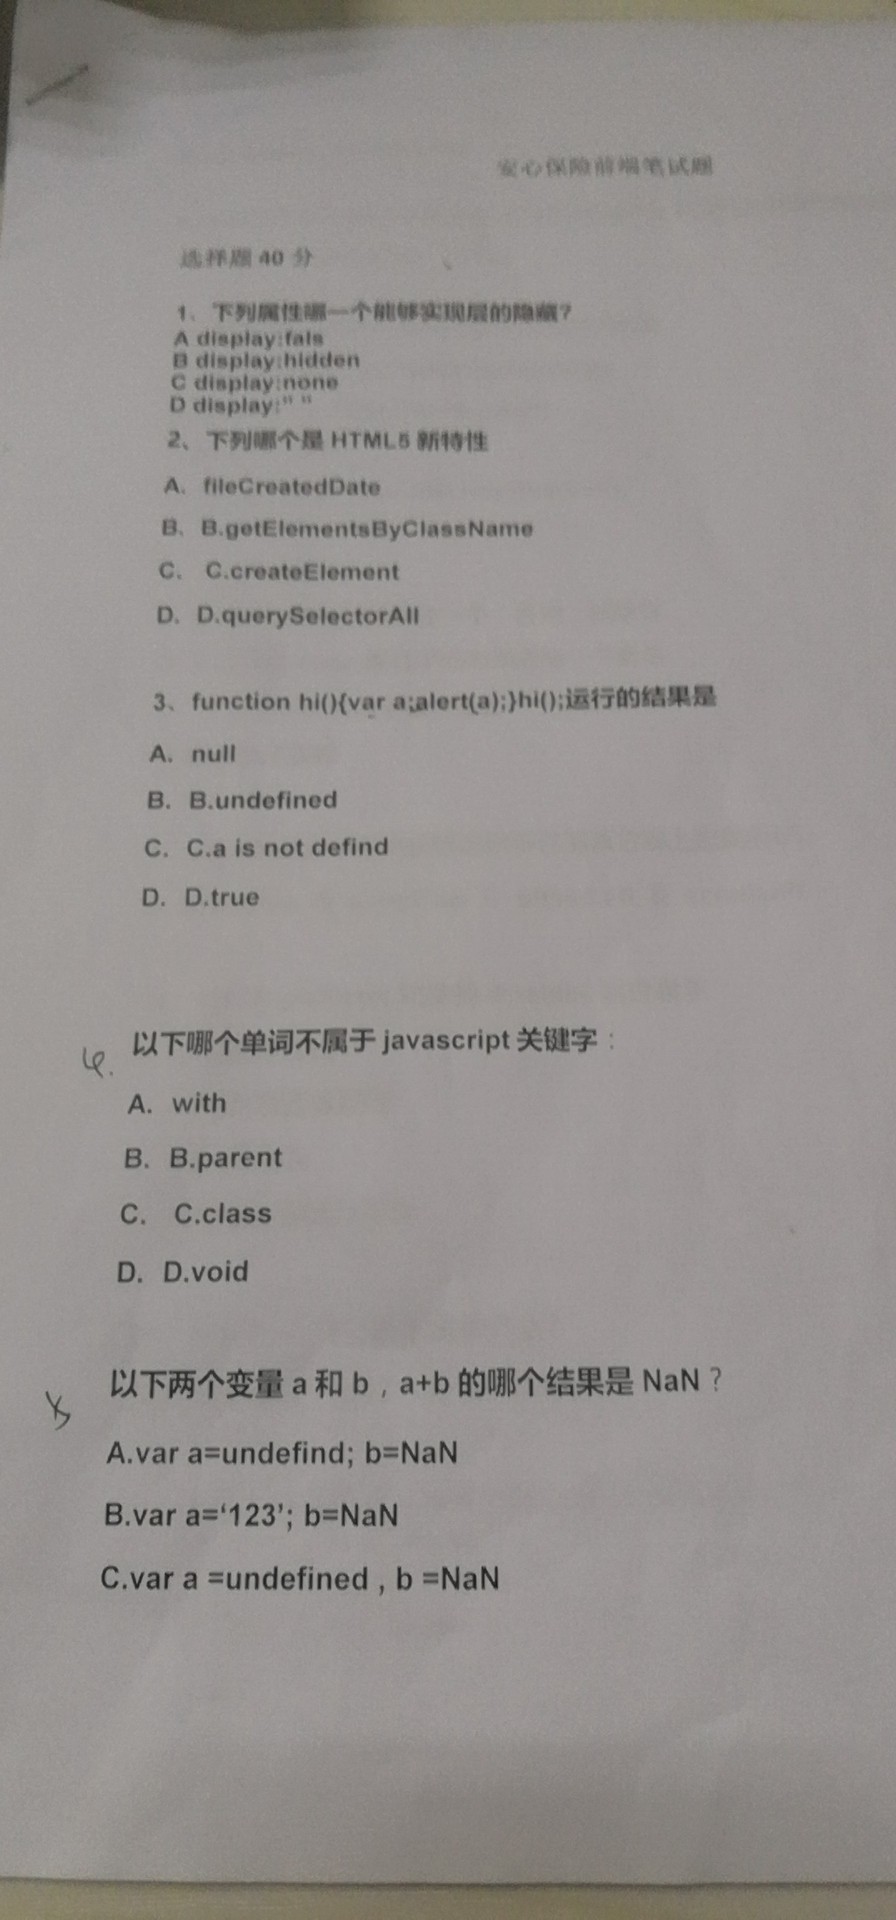 安心保险前端笔试题
选择题 40 分
1、下列属性哪一个能够实现层的隐藏?
A display:fals
B display:hidden
C display:none
D display:" "
2、下列哪个是 HTML5 新特性
A. fileCreatedDate
B. B.getElementsByClassName
C. C.createElement
D. D.querySelectorAll
3、function hi(){var a;alert(a);}hi();运行的结果是
A. null
B. B.undefined
C. C.a is not defind
D. D.true
4. 以下哪个单词不属于 javascript 关键字:
A. with
B. B.parent
C. C.class
D. D.void
以下两个变量 a 和 b,a+b 的哪个结果是 NaN?
A.var a=undefind; b=NaN
B.var a=‘123’; b=NaN
C.var a =undefined , b =NaN